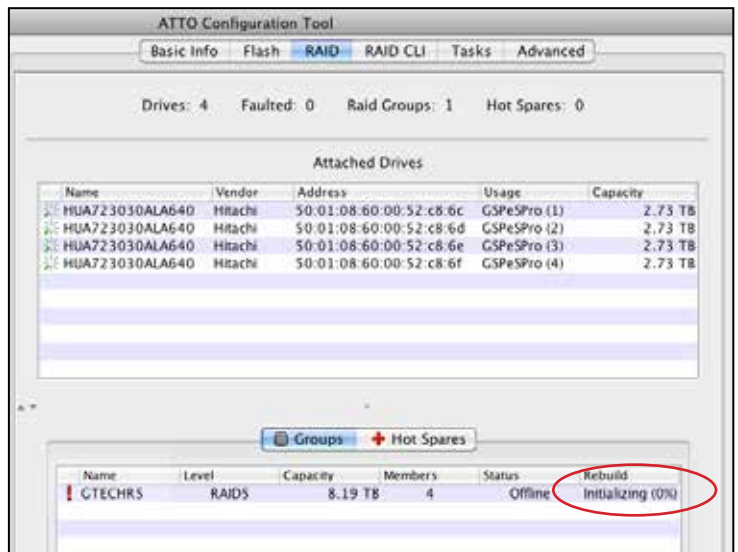 ATTO Configuration Tool
Basic Info Flash RAID RAID CLI Tasks Advanced
Drives: 4 Faulted: 0 Raid Groups: 1 Hot Spares: 0
Attached Drives
Name Vendor Address Usage Capacity
HUA723030ALA640 Hitachi 50:01:08:60:00:52:c8:6c GSPeSPro (1) 2.73 TB
HUA723030ALA640 Hitachi 50:01:08:60:00:52:c8:6d GSPeSPro (2) 2.73 TB
HUA723030ALA640 Hitachi 50:01:08:60:00:52:c8:6e GSPeSPro (3) 2.73 TB
HUA723030ALA640 Hitachi 50:01:08:60:00:52:c8:6f GSPeSPro (4) 2.73 TB
Groups Hot Spares
Name Level Capacity Members Status Rebuild
GTECHR5 RAID5 8.19 TB 4 Offline Initializing (0%)